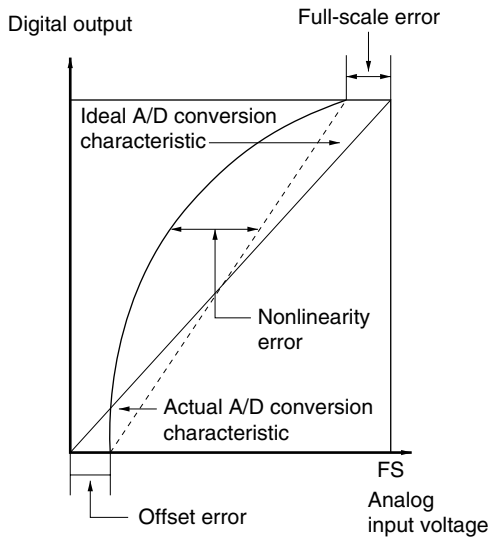 Full-scale error
Digital output
Ideal A/D conversion
characteristic
Nonlinearity
error
Actual A/D conversion
characteristic
FS
Analog
input voltage
Offset error